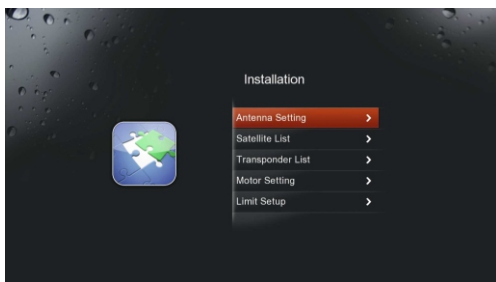 Installation
Antenna Setting
Satellite List
Transponder List
Motor Setting
Limit Setup